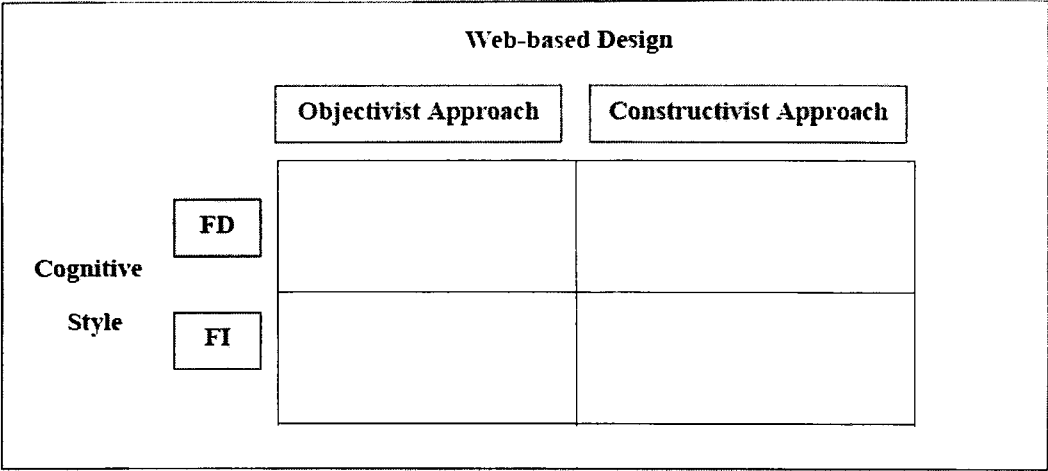 Web-based Design
Objectivist Approach
Constructivist Approach
FD
Cognitive
Style
FI